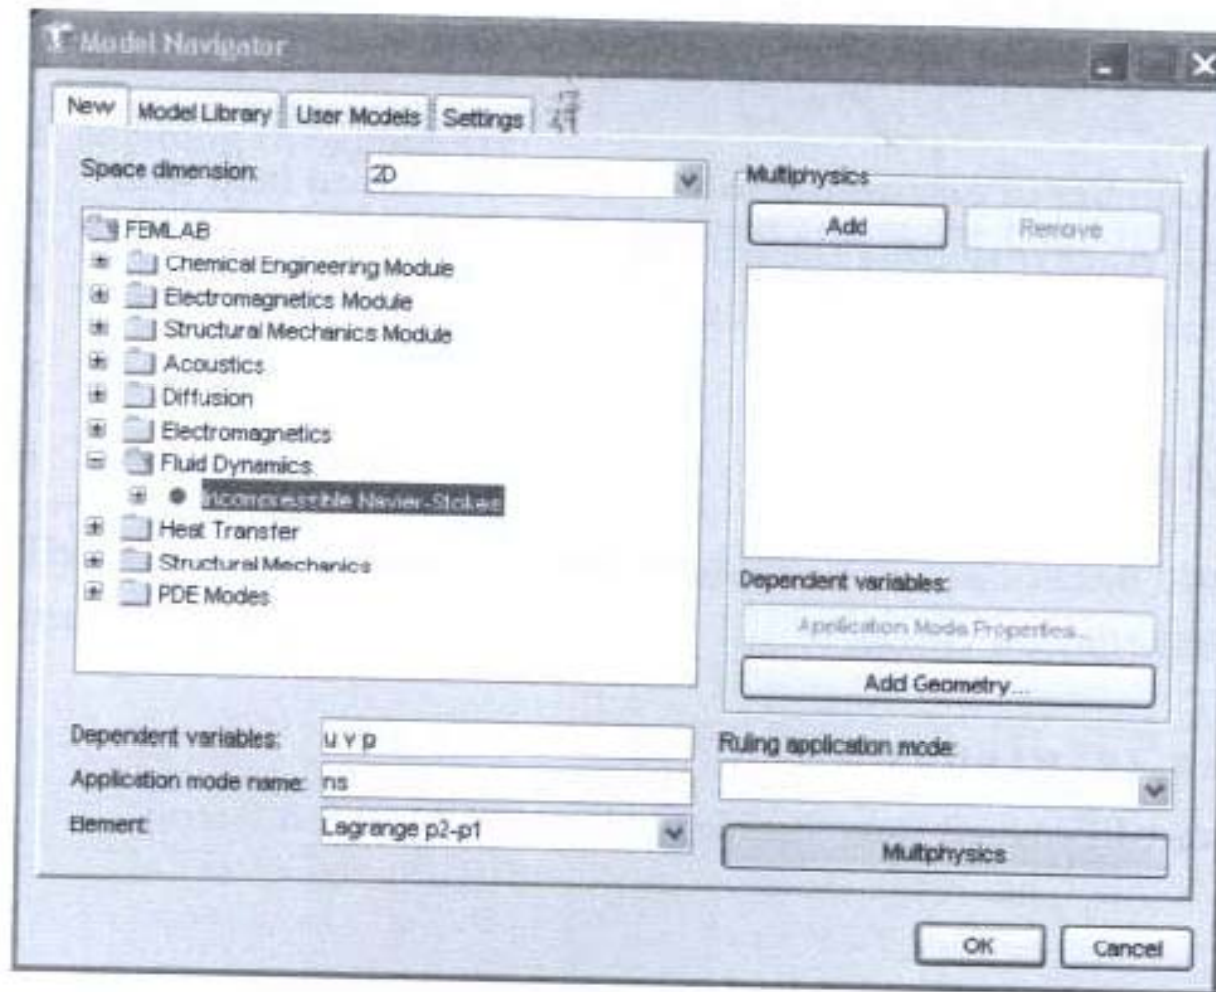 Model Navigator
New Model Library User Models Settings
Space dimension: 2D
FEMLAB
Chemical Engineering Module
Electromagnetics Module
Structural Mechanics Module
Acoustics
Diffusion
Electromagnetics
Fluid Dynamics
Incompressible Navier-Stokes
Heat Transfer
Structural Mechanics
PDE Modes
Dependent variables: u v p
Application mode name: ns
Element: Lagrange p2-p1
Multiphysics
Add Remove
Dependent variables:
Application Mode Properties...
Add Geometry...
Ruling application mode:
Multiphysics
OK Cancel